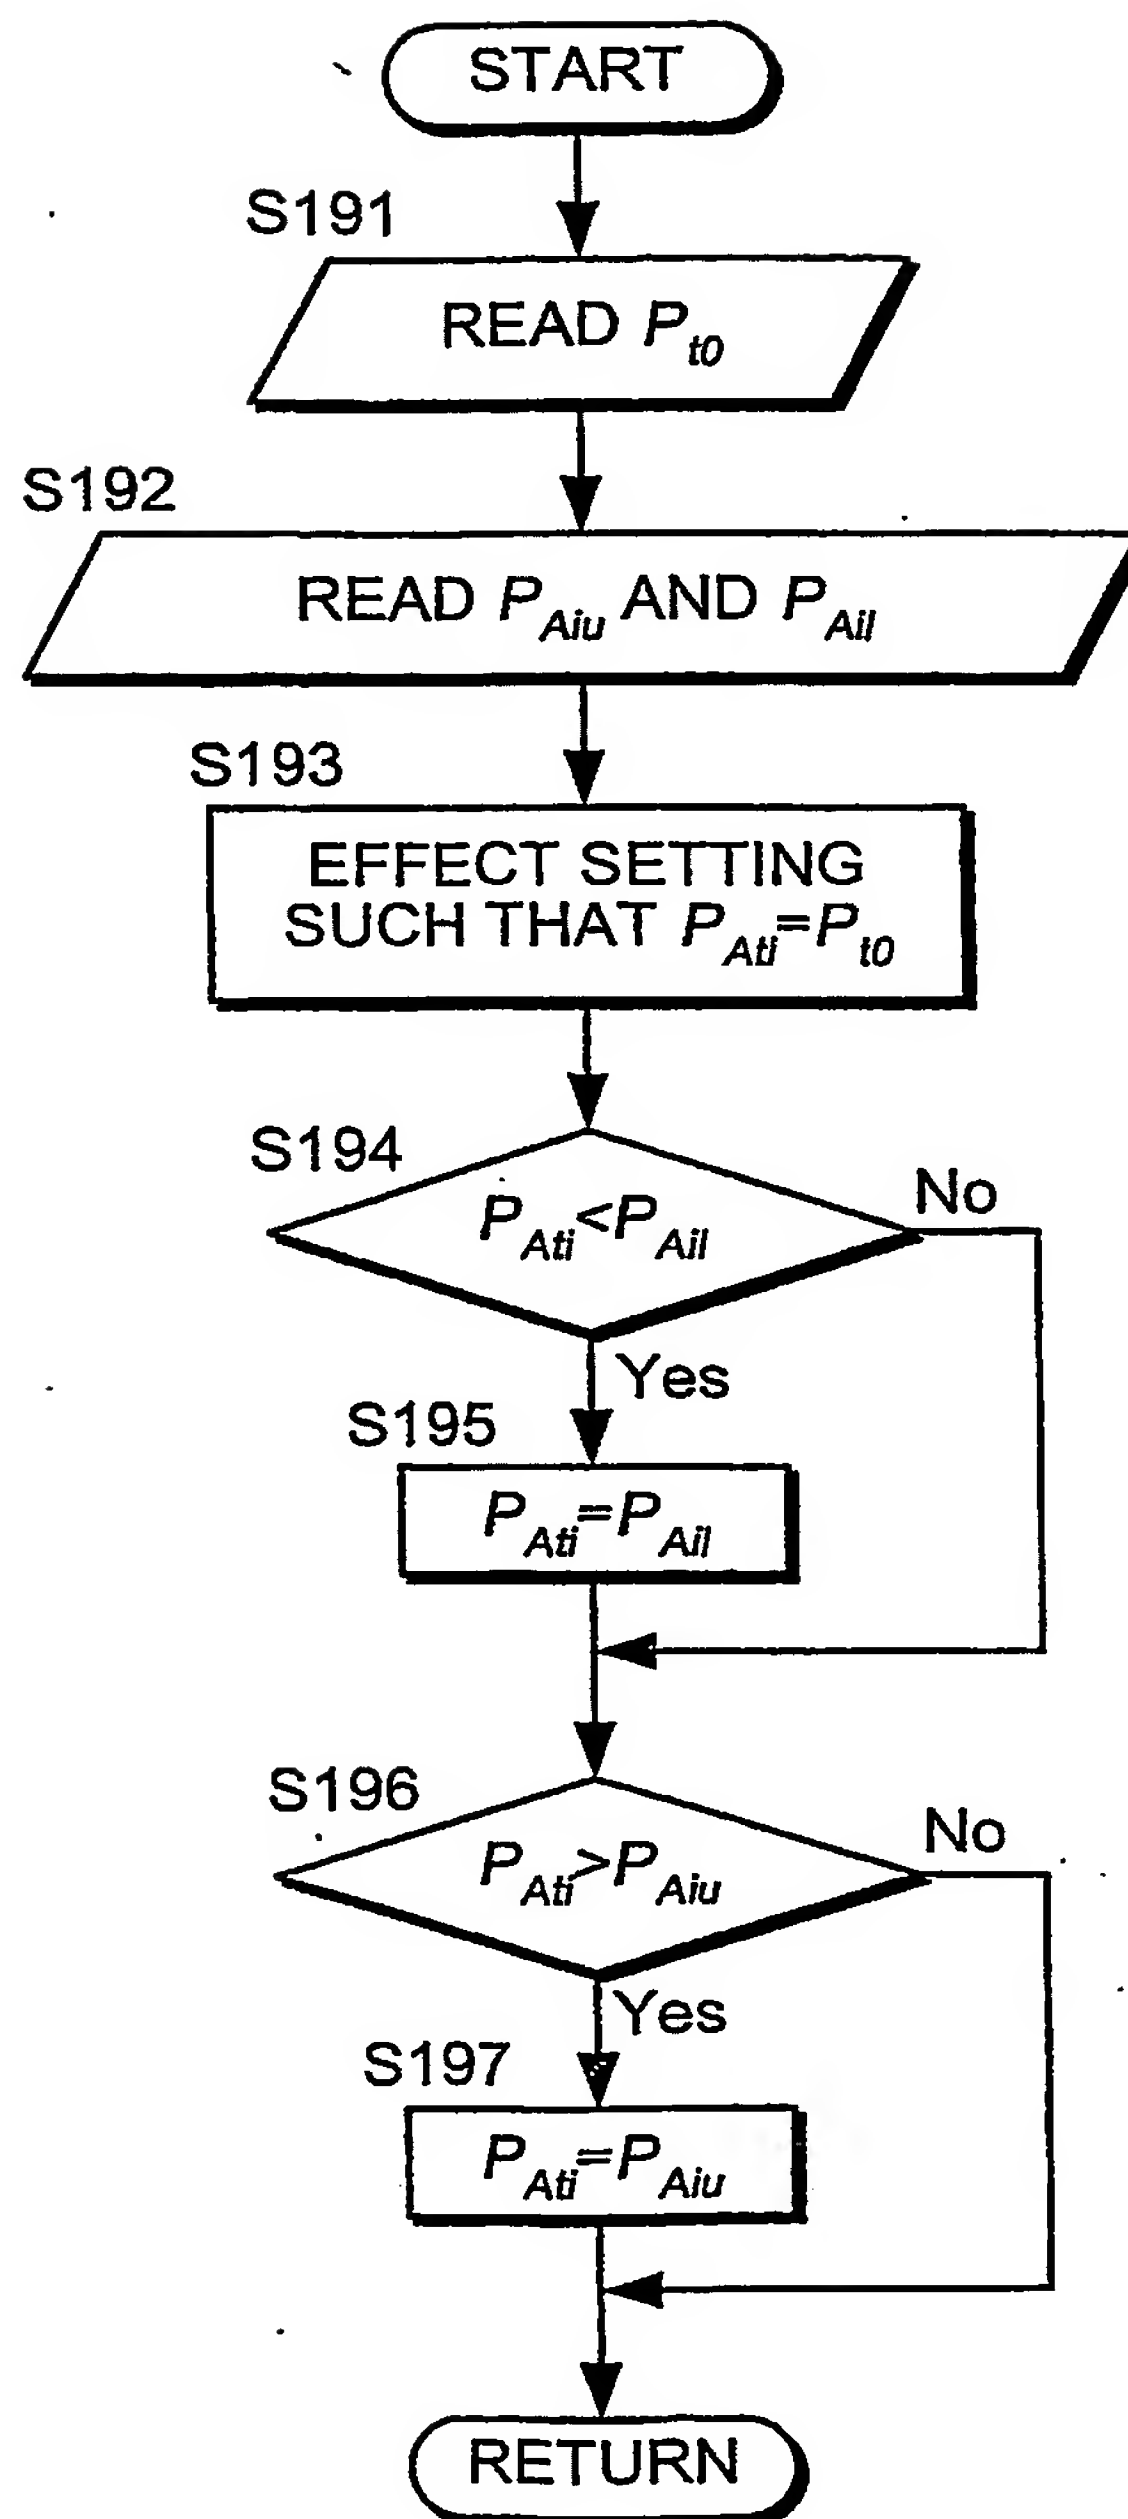 START
S191
READ P_t0
S192
READ P_Aiu AND P_Ail
S193
EFFECT SETTING
SUCH THAT P_Ati=P_t0
S194
P_Ati<P_Ail
No
Yes
S195
P_Ati=P_Ail
S196
P_Ati>P_Aiu
No
Yes
S197
P_Ati=P_Aiu
RETURN